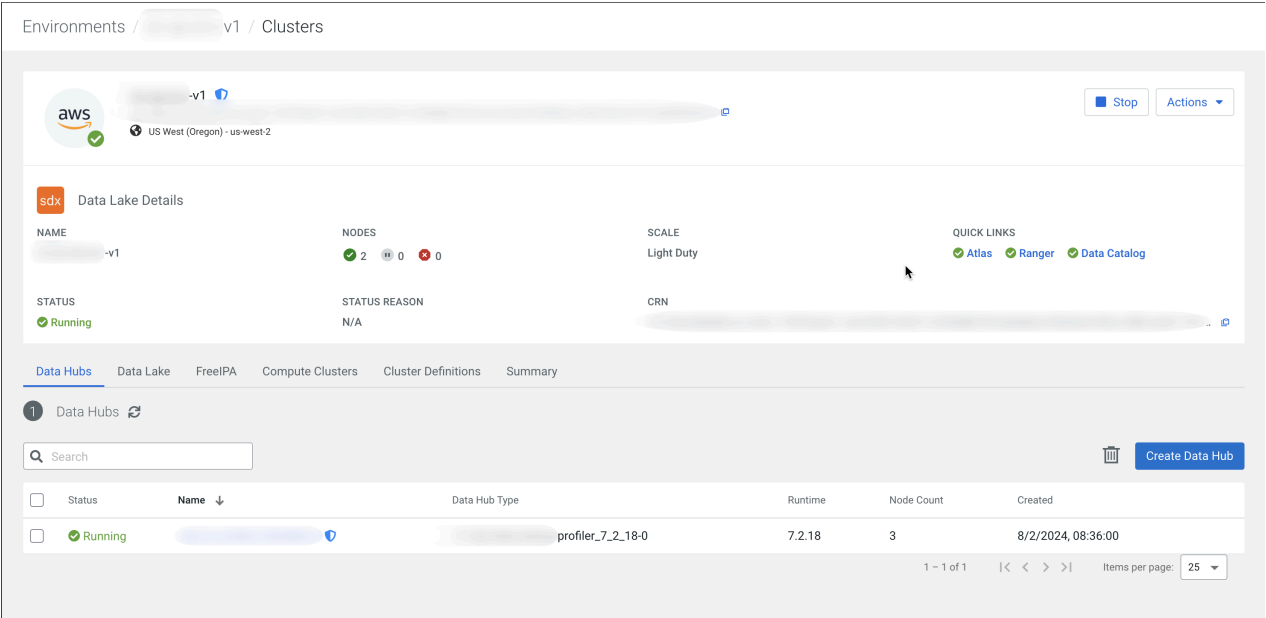 Environments / v1 / Clusters
aws
-v1
Stop
Actions
US West (Oregon) - us-west-2
sdx
Data Lake Details
NAME NODES SCALE QUICK LINKS
-v1 2 0 0 Light Duty Atlas Ranger Data Catalog
STATUS STATUS REASON CRN
Running N/A ..
Data Hubs Data Lake FreeIPA Compute Clusters Cluster Definitions Summary
1 Data Hubs
Search
Create Data Hub
Status Name Data Hub Type Runtime Node Count Created
Running profiler_7_2_18-0 7.2.18 3 8/2/2024, 08:36:00
1 – 1 of 1 Items per page: 25